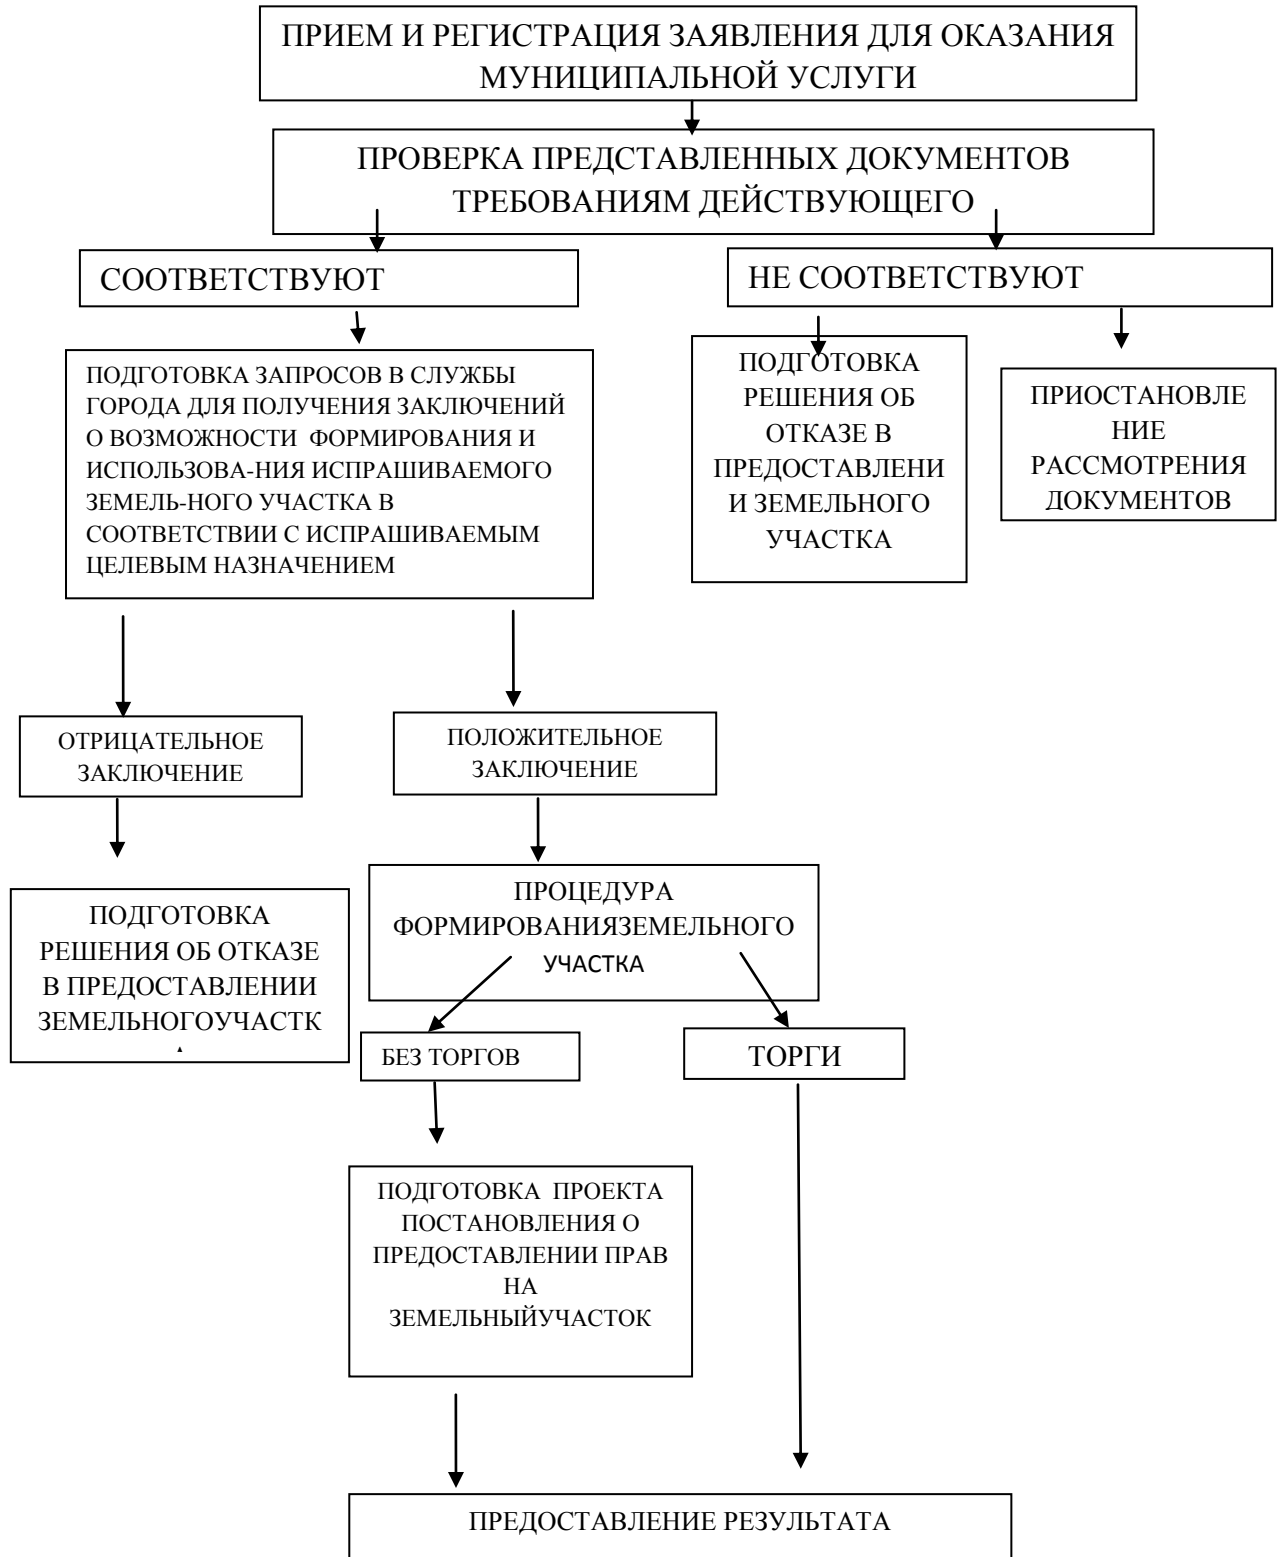 ПРИЕМ И РЕГИСТРАЦИЯ ЗАЯВЛЕНИЯ ДЛЯ ОКАЗАНИЯ
МУНИЦИПАЛЬНОЙ УСЛУГИ
ПРОВЕРКА ПРЕДСТАВЛЕННЫХ ДОКУМЕНТОВ
ТРЕБОВАНИЯМ ДЕЙСТВУЮЩЕГО
СООТВЕТСТВУЮТ
НЕ СООТВЕТСТВУЮТ
ПОДГОТОВКА ЗАПРОСОВ В СЛУЖБЫ
ГОРОДА ДЛЯ ПОЛУЧЕНИЯ ЗАКЛЮЧЕНИЙ
О ВОЗМОЖНОСТИ ФОРМИРОВАНИЯ И
ИСПОЛЬЗОВА-НИЯ ИСПРАШИВАЕМОГО
ЗЕМЕЛЬ-НОГО УЧАСТКА В
СООТВЕТСТВИИ С ИСПРАШИВАЕМЫМ
ЦЕЛЕВЫМ НАЗНАЧЕНИЕМ
ПОДГОТОВКА
РЕШЕНИЯ ОБ
ОТКАЗЕ В
ПРЕДОСТАВЛЕНИ
И ЗЕМЕЛЬНОГО
УЧАСТКА
ПРИОСТАНОВЛЕ
НИЕ
РАССМОТРЕНИЯ
ДОКУМЕНТОВ
ОТРИЦАТЕЛЬНОЕ
ЗАКЛЮЧЕНИЕ
ПОЛОЖИТЕЛЬНОЕ
ЗАКЛЮЧЕНИЕ
ПОДГОТОВКА
РЕШЕНИЯ ОБ ОТКАЗЕ
В ПРЕДОСТАВЛЕНИИ
ЗЕМЕЛЬНОГОУЧАСТК
ПРОЦЕДУРА
ФОРМИРОВАНИЯЗЕМЕЛЬНОГО
УЧАСТКА
БЕЗ ТОРГОВ
ТОРГИ
ПОДГОТОВКА ПРОЕКТА
ПОСТАНОВЛЕНИЯ О
ПРЕДОСТАВЛЕНИИ ПРАВ
НА
ЗЕМЕЛЬНЫЙУЧАСТОК
ПРЕДОСТАВЛЕНИЕ РЕЗУЛЬТАТА